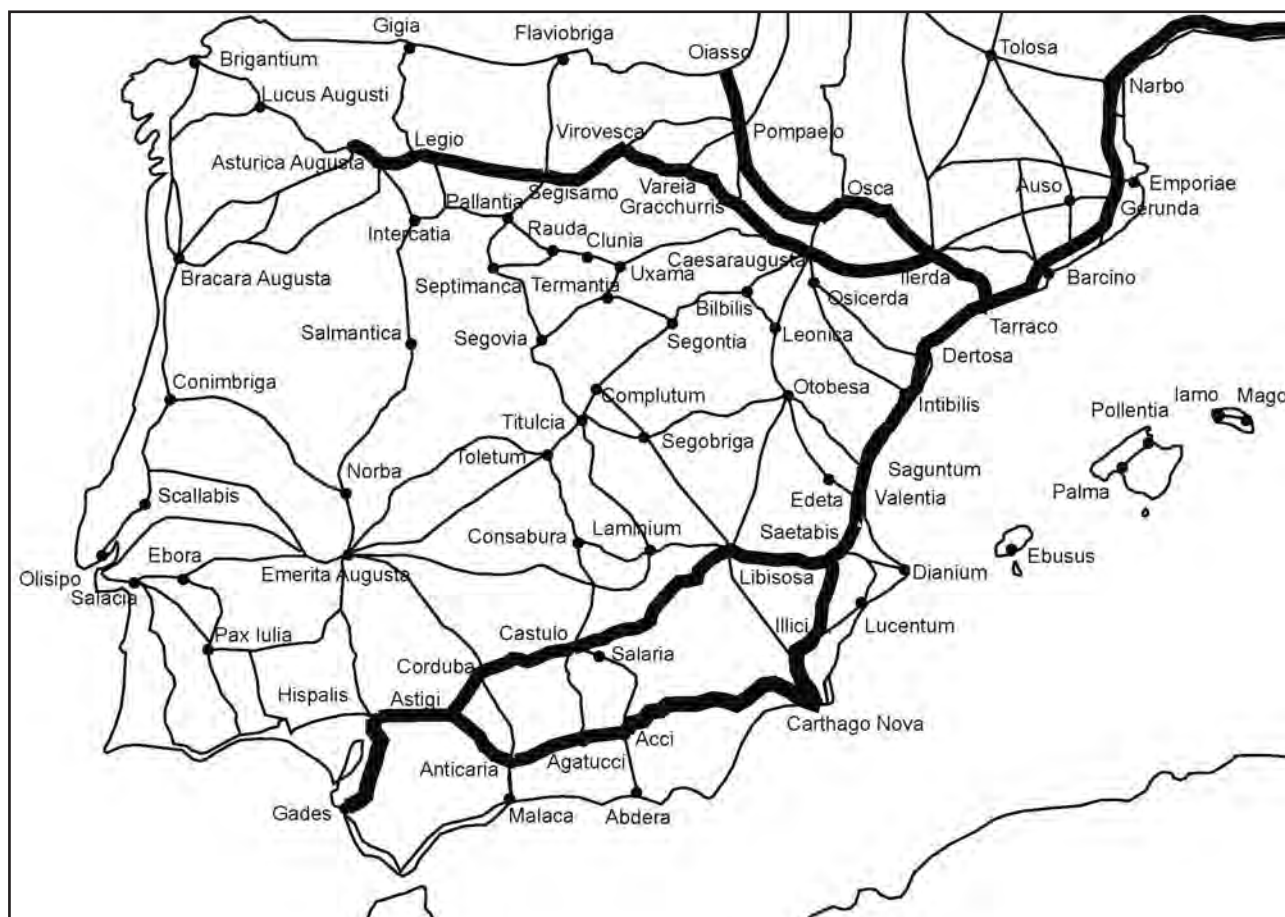 Gigia
Flaviobriga
Oiasso
Tolosa
Brigantium
Narbo
Lucus Augusti
Legio
Virovesca
Pompaelo
Asturica Augusta
Segisamo
Vareia
Osca
Auso
Emporiae
Pallantia
Gracchurris
Gerunda
Intercatia
Rauda
Clunia
Caesaraugusta
Ilerda
Barcino
Bracara Augusta
Septimanca
Termantia
Uxama
Bilbilis
Osicerda
Tarraco
Salmantica
Segovia
Segontia
Leonica
Dertosa
Conimbriga
Complutum
Otobesa
Intibilis
Iamo
Mago
Pollentia
Titulcia
Segobriga
Toletum
Norba
Saguntum
Scallabis
Edeta
Valentia
Palma
Consabura
Laminium
Saetabis
Ebora
Ebusus
Olisipo
Emerita Augusta
Libisosa
Dianium
Salacia
Pax Iulia
Castulo
Illici
Lucentum
Salaria
Corduba
Hispalis
Astigi
Carthago Nova
Acci
Agatucci
Anticaria
Gades
Malaca
Abdera